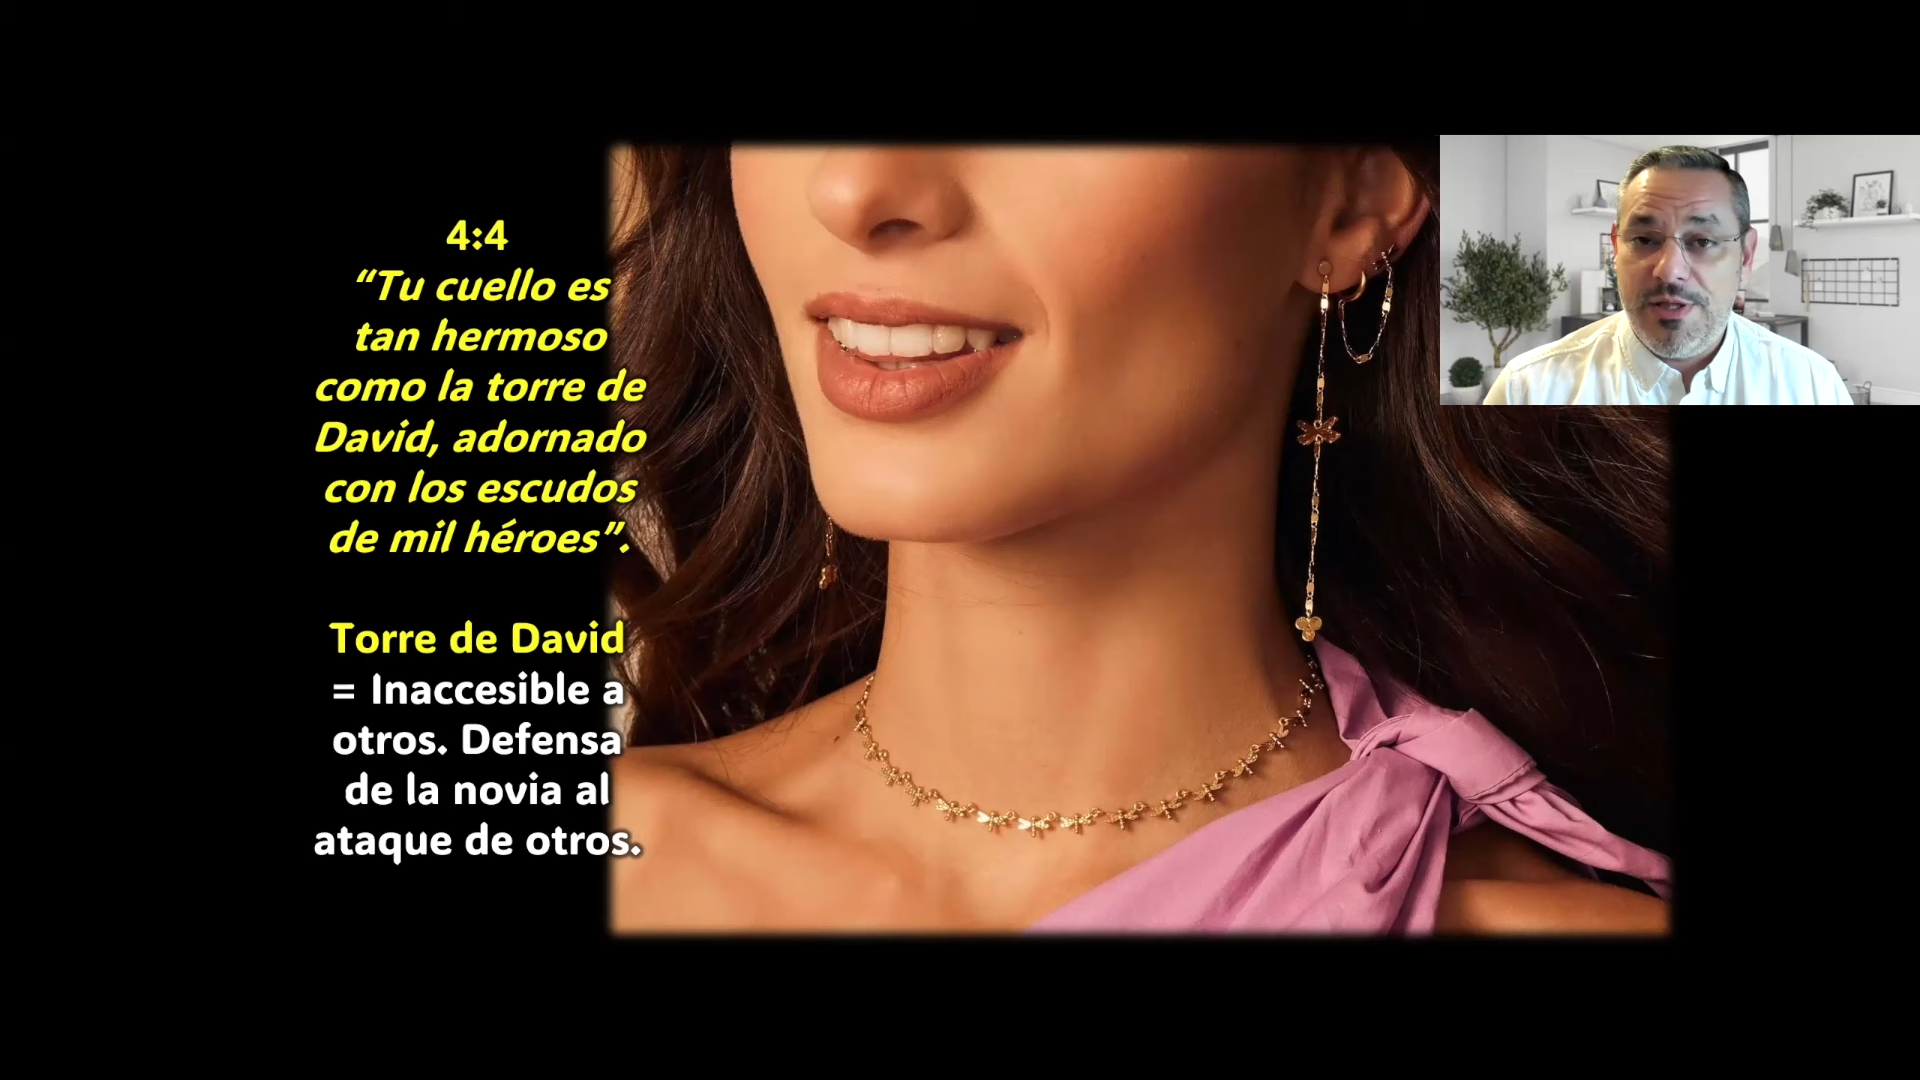 4:4
“Tu cuello es
tan hermoso
como la torre de
David, adornado
con los escudos
de mil héroes”.
Torre de David
= Inaccesible a
otros. Defensa
de la novia al
ataque de otros.